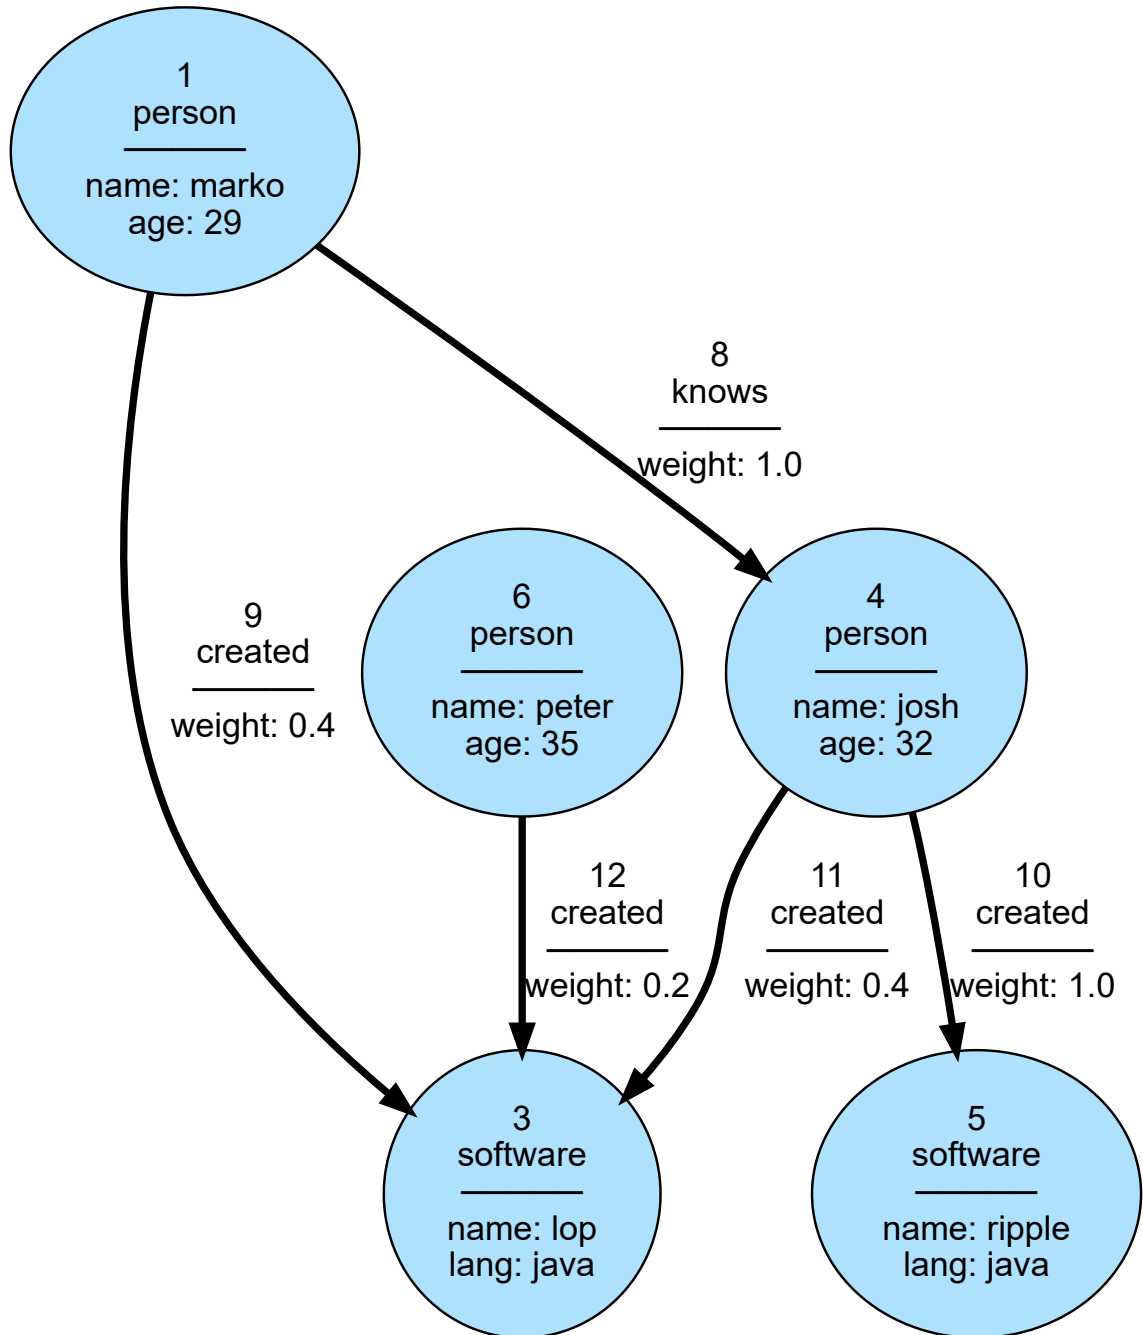 1
person
name: marko
age: 29
8
knows
weight: 1.0
9
created
weight: 0.4
6
person
name: peter
age: 35
4
person
name: josh
age: 32
12
created
weight: 0.2
11
created
weight: 0.4
10
created
weight: 1.0
3
software
name: lop
lang: java
5
software
name: ripple
lang: java